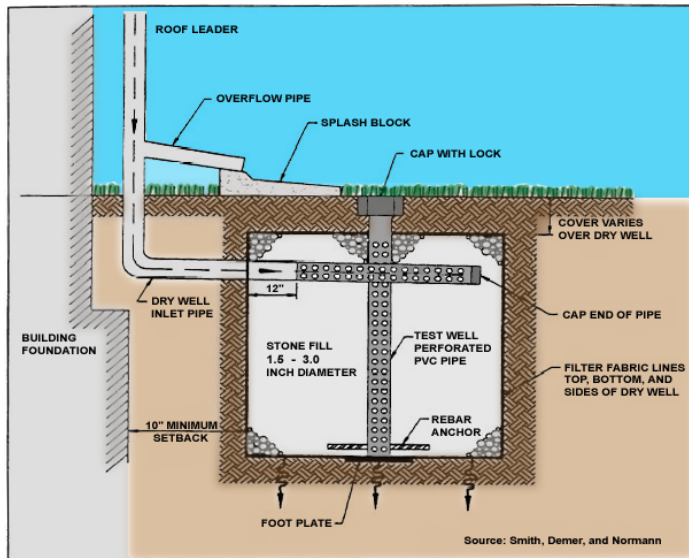 ROOF LEADER
OVERFLOW PIPE
SPLASH BLOCK
CAP WITH LOCK
COVER VARIES
OVER DRY WELL
12"
DRY WELL
INLET PIPE
CAP END OF PIPE
BUILDING
FOUNDATION
STONE FILL
1.5 - 3.0
INCH DIAMETER
TEST WELL
PERFORATED
PVC PIPE
FILTER FABRIC LINES
TOP, BOTTOM, AND
SIDES OF DRY WELL
10" MINIMUM
SETBACK
REBAR
ANCHOR
FOOT PLATE
Source: Smith, Demer, and Normann